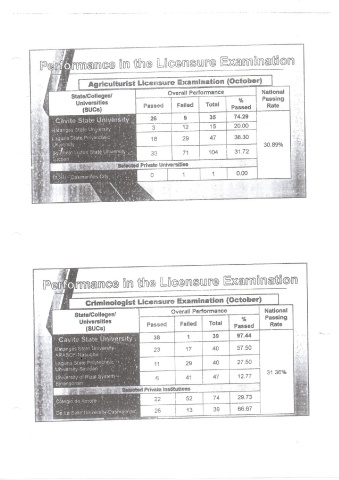 Performance in the Licensure Examination
Agriculturist Licensure Examination (October)
State/Colleges/ Universities (SUCs) Overall Performance National Passing Rate
Passed Failed Total % Passed
Cavite State University 26 9 35 74.29
Batangas State University 3 12 15 20.00
Laguna State Polytechnic University 18 29 47 38.30
Southern Luzon State University 33 71 104 31.72
30.89%
Selected Private Universities
0 1 1 0.00
Performance in the Licensure Examination
Criminologist Licensure Examination (October)
State/Colleges/ Universities (SUCs) Overall Performance National Passing Rate
Passed Failed Total % Passed
Cavite State University 38 1 39 97.44
Batangas State University 23 17 40 57.50
Laguna State Polytechnic University 11 29 40 27.50
University of Rizal System 6 41 47 12.77
31.36%
Selected Private Institutions
22 52 74 29.73
De La Salle University 26 13 39 66.67